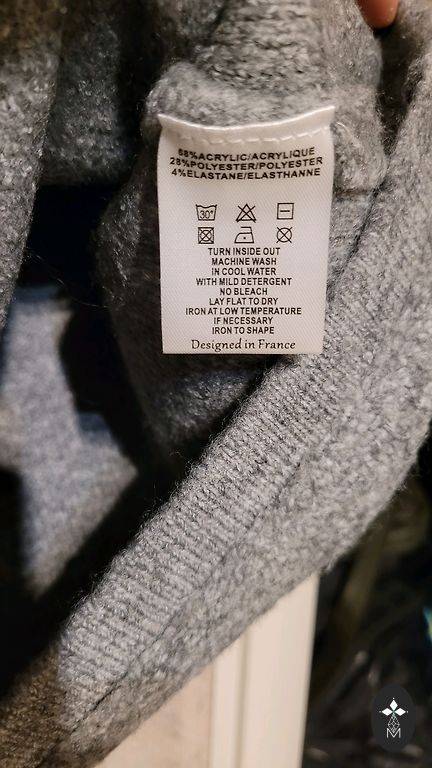 68%ACRYLIC/ACRYLIQUE
28%POLYESTER/POLYESTER
4%ELASTANE/ELASTHANNE
30°
TURN INSIDE OUT
MACHINE WASH
IN COOL WATER
WITH MILD DETERGENT
NO BLEACH
LAY FLAT TO DRY
IRON AT LOW TEMPERATURE
IF NECESSARY
IRON TO SHAPE
Designed in France
M